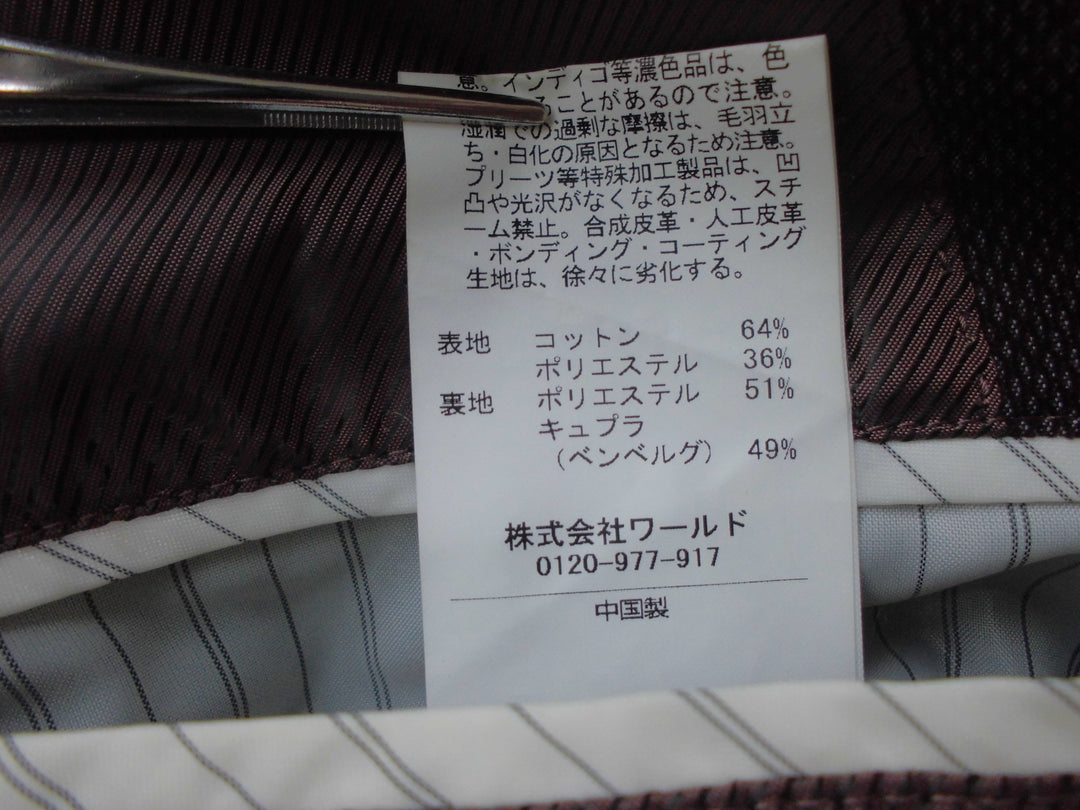 意。インディゴ等濃色品は、色
ることがあるので注意。
湿潤での過剰な摩擦は、毛羽立
ち・白化の原因となるため注意。
プリーツ等特殊加工製品は、凹
凸や光沢がなくなるため、スチ
ーム禁止。合成皮革・人工皮革
・ボンディング・コーティング
生地は、徐々に劣化する。
表地 コットン 64%
ポリエステル 36%
裏地 ポリエステル 51%
キュプラ
(ベンベルグ) 49%
株式会社ワールド
0120-977-917
中国製